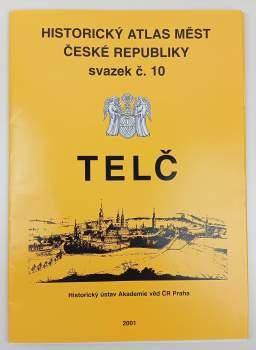 HISTORICKÝ ATLAS MĚST
ČESKÉ REPUBLIKY
svazek č. 10
TELČ
Historický ústav Akademie věd ČR Praha
2001